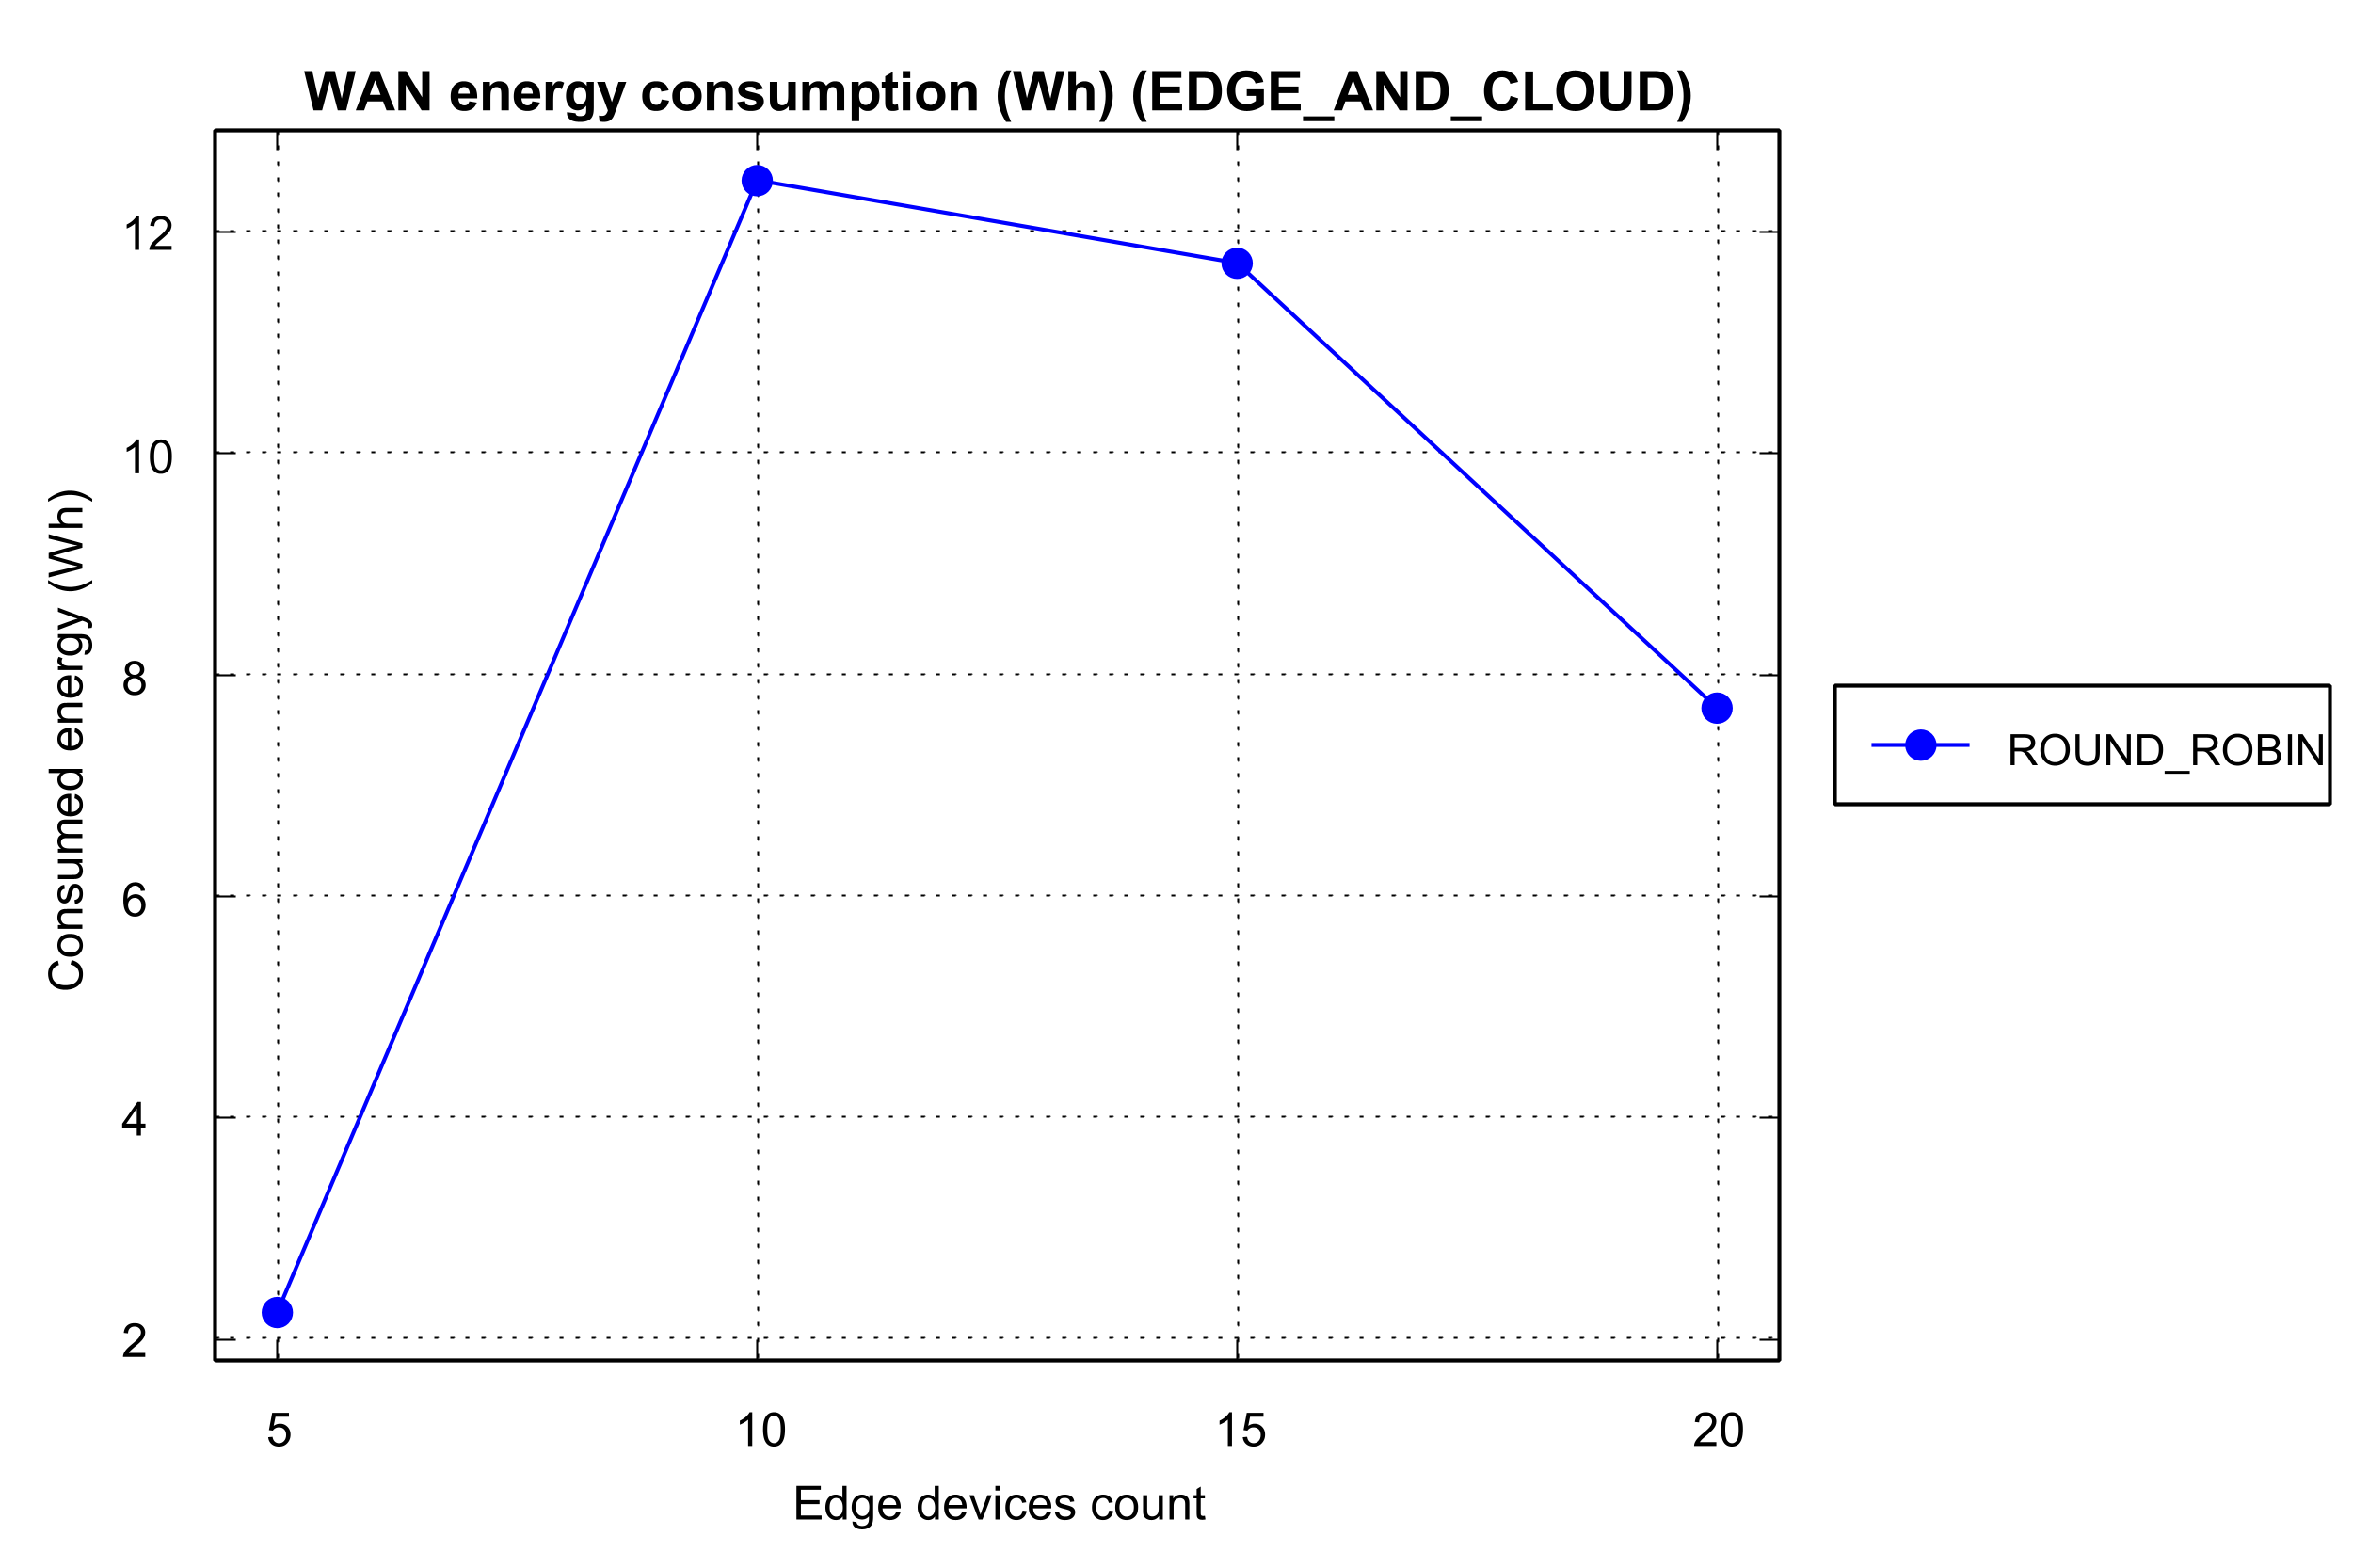 WAN energy consumption (Wh) (EDGE_AND_CLOUD)
12
10
8
6
4
2
Consumed energy (Wh)
5 10 15 20
Edge devices count
ROUND_ROBIN